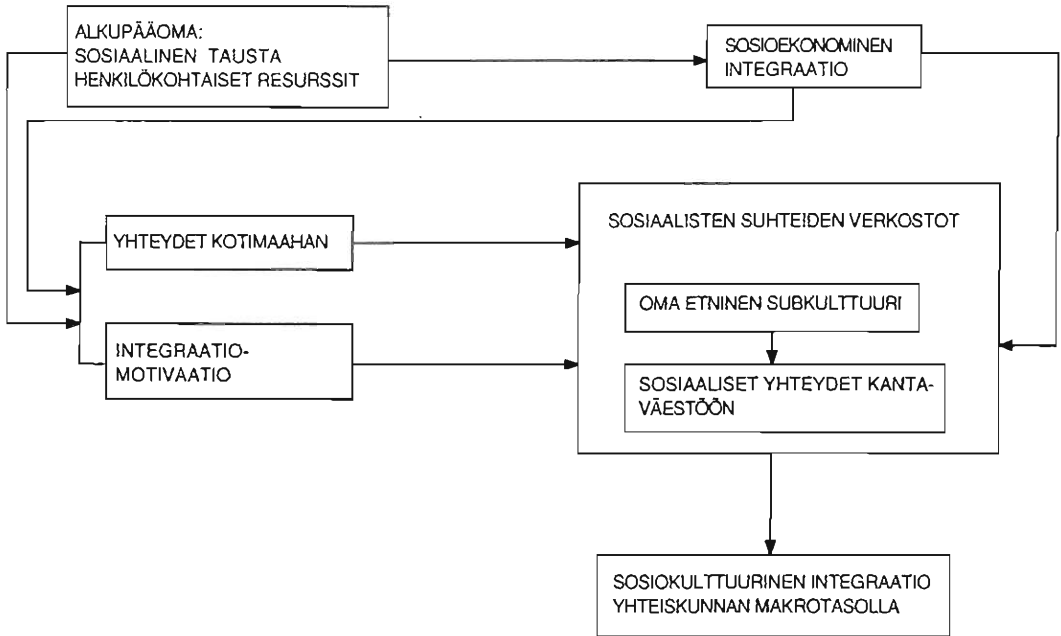 ALKUPÄÄOMA:
SOSIAALINEN TAUSTA
HENKILÖKOHTAISET RESURSSIT
SOSIOEKONOMINEN
INTEGRAATIO
YHTEYDET KOTIMAAHAN
INTEGRAATIO-
MOTIVAATIO
SOSIAALISTEN SUHTEIDEN VERKOSTOT
OMA ETNINEN SUBKULTTUURI
SOSIAALISET YHTEYDET KANTA-
VÄESTÖÖN
SOSIOKULTTUURINEN INTEGRAATIO
YHTEISKUNNAN MAKROTASOLLA